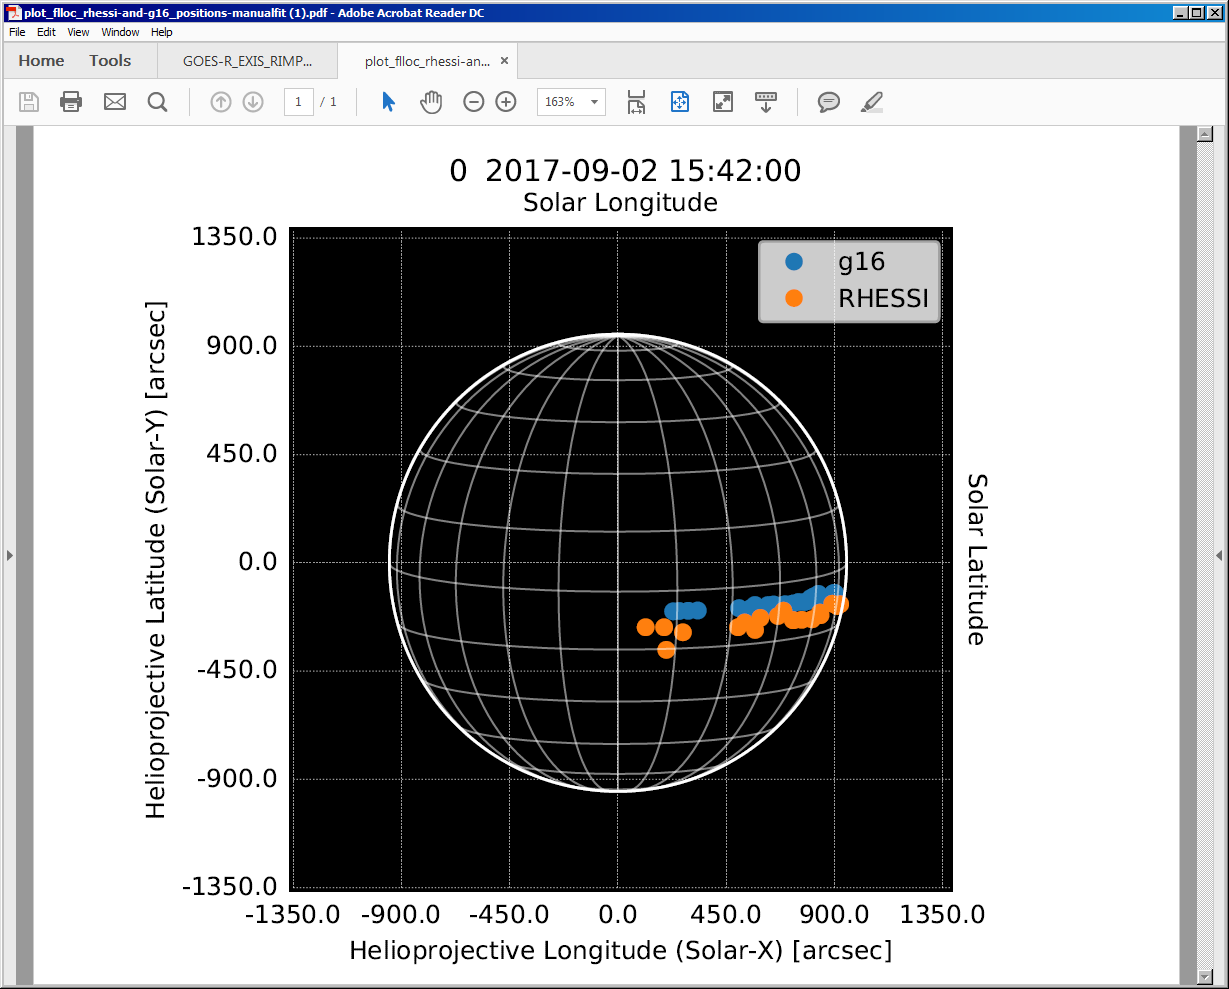 plot_flloc_rhessi-and-g16_positions-manualfit (1).pdf - Adobe Acrobat Reader DC
File Edit View Window Help
Home Tools GOES-R_EXIS_RIMP... plot_flloc_rhessi-an... ×
1 / 1 163%
0 2017-09-02 15:42:00
Solar Longitude
1350.0
900.0
450.0
0.0
-450.0
-900.0
-1350.0
Helioprojective Latitude (Solar-Y) [arcsec]
g16
RHESSI
Solar Latitude
-1350.0 -900.0 -450.0 0.0 450.0 900.0 1350.0
Helioprojective Longitude (Solar-X) [arcsec]